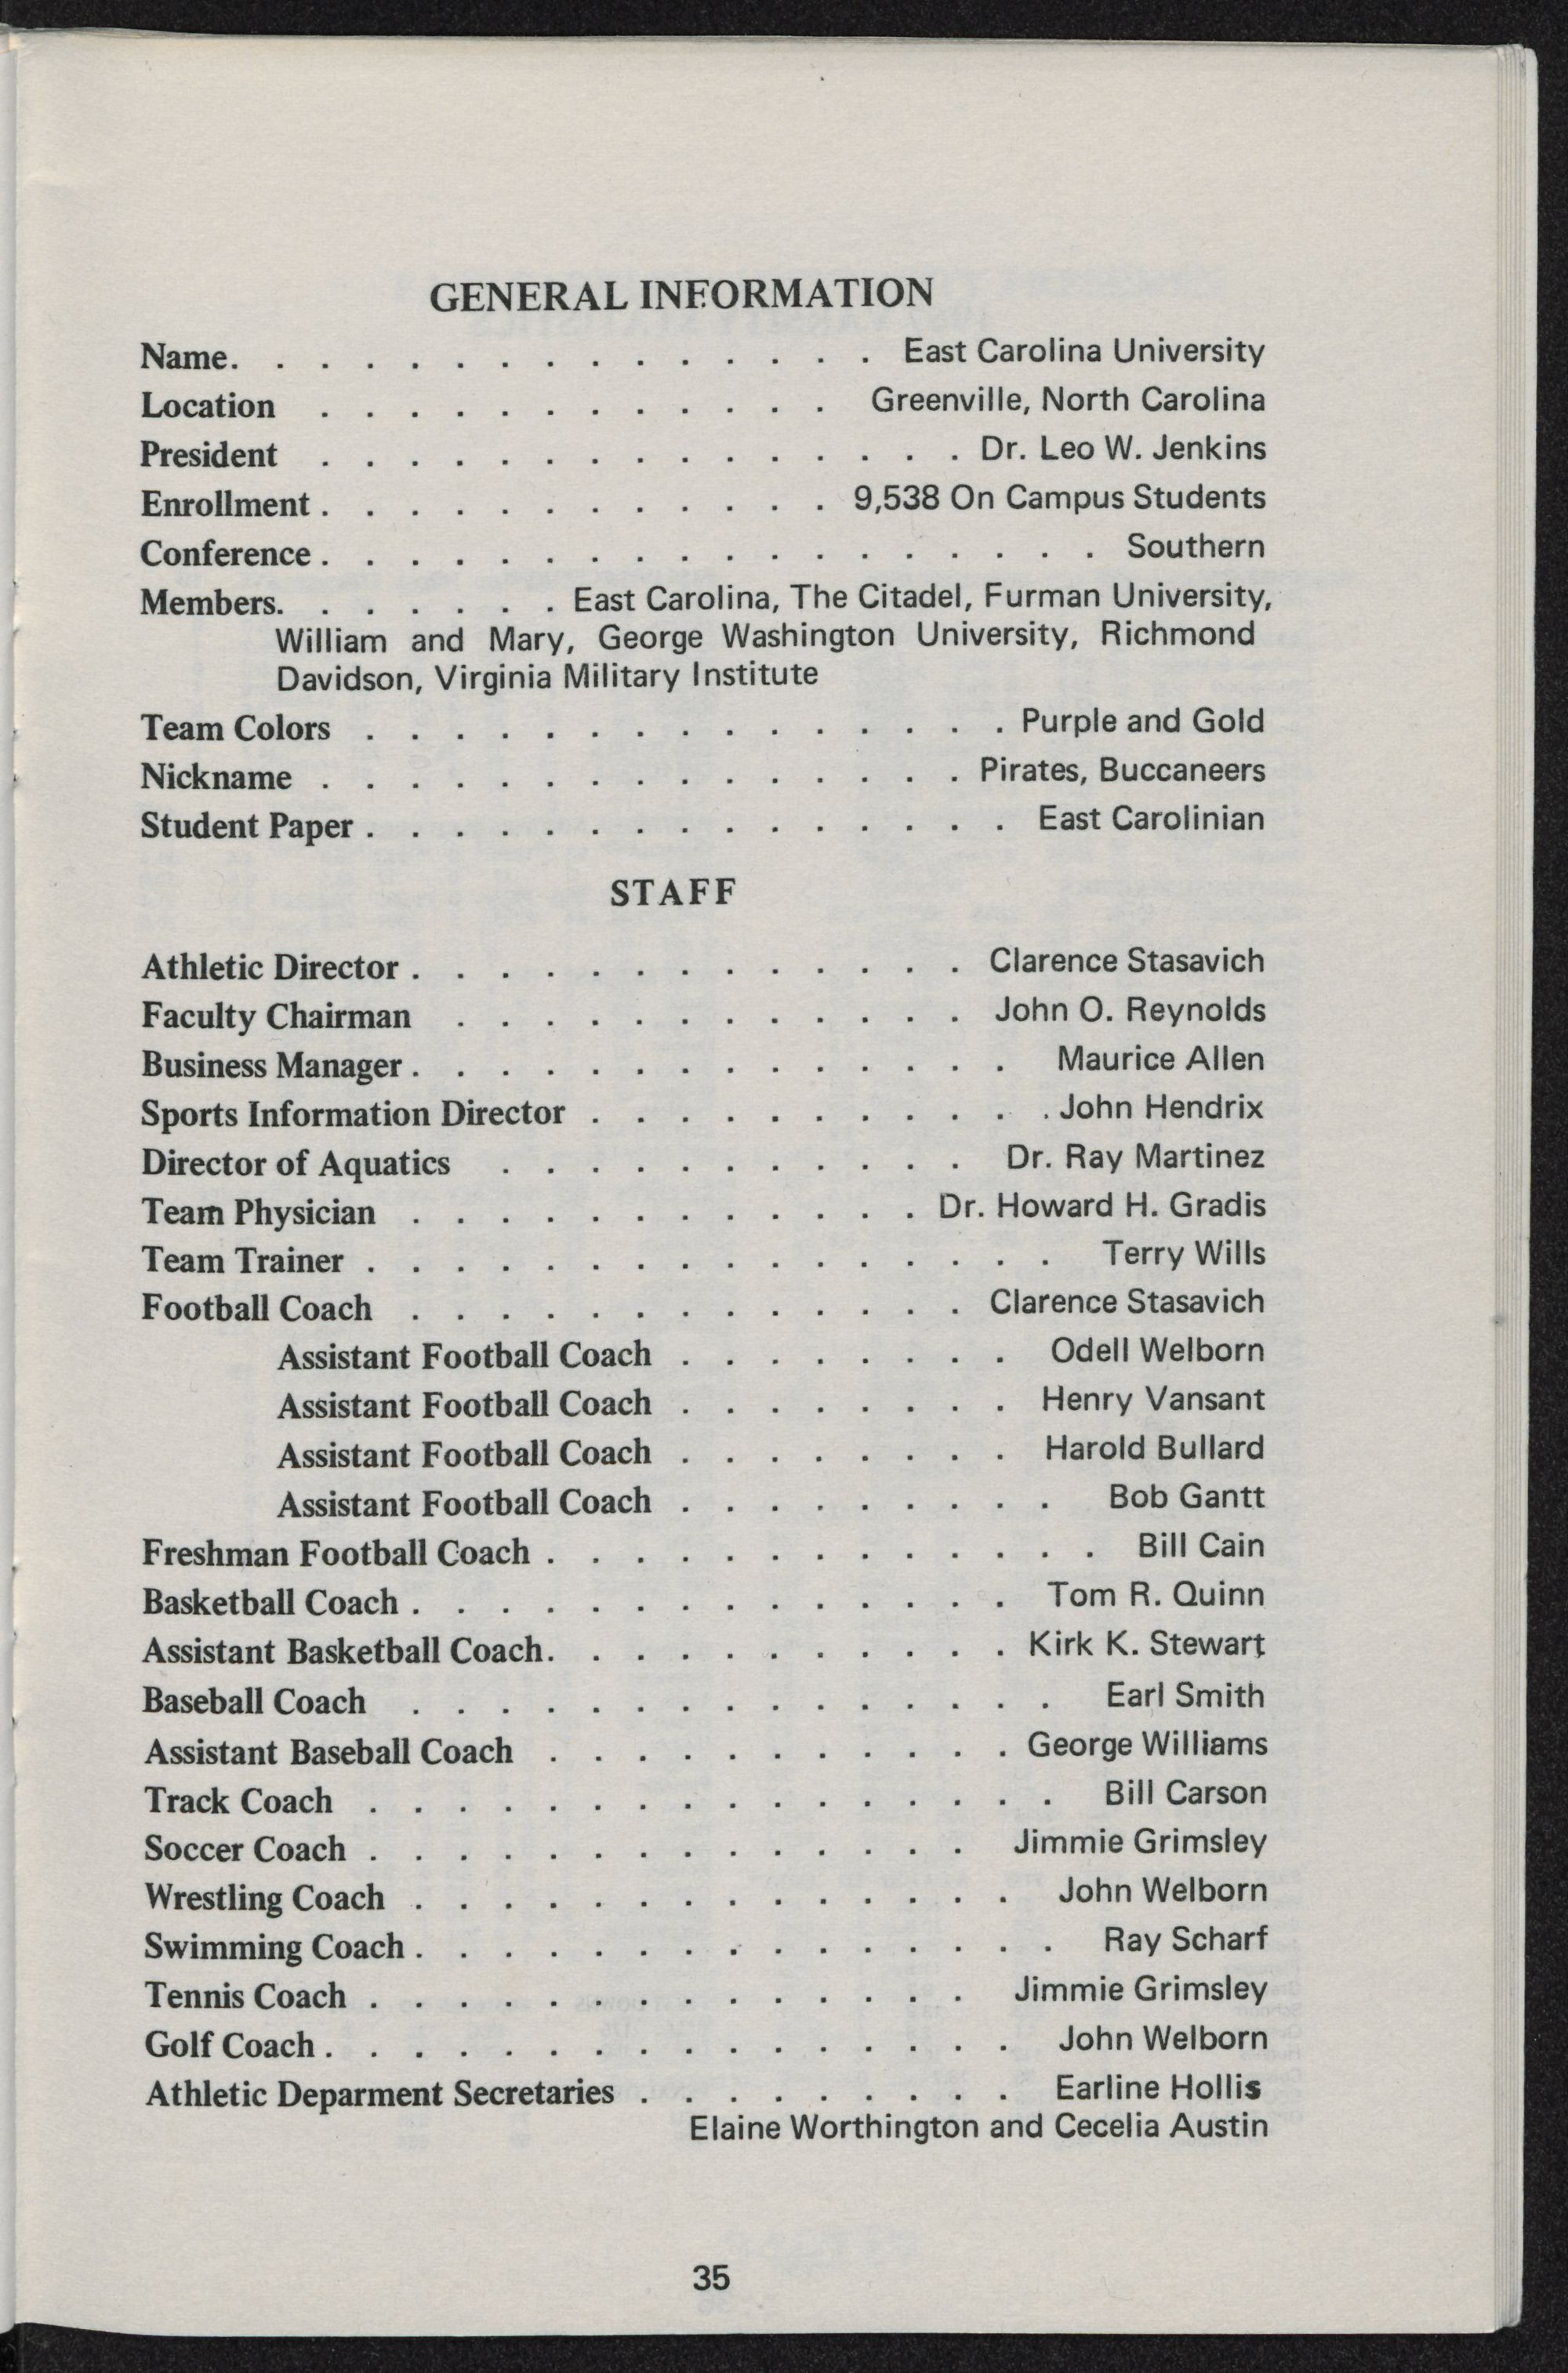 GENERAL INFORMATION
Name. . . . . . . . . . . . . . . East Carolina University
Location . . . . . . . . . . . . Greenville, North Carolina
President . . . . . . . . . . . . . . . Dr. Leo W. Jenkins
Enrollment . . . . . . . . . . . . 9,538 On Campus Students
Conference . . . . . . . . . . . . . . . . . . Southern
Members. . . . . . . East Carolina, The Citadel, Furman University,
William and Mary, George Washington University, Richmond
Davidson, Virginia Military Institute
Team Colors . . . . . . . . . . . . . . . Purple and Gold
Nickname . . . . . . . . . . . . . . . Pirates, Buccaneers
Student Paper . . . . . . . . . . . . . . . East Carolinian
STAFF
Athletic Director . . . . . . . . . . . . . Clarence Stasavich
Faculty Chairman . . . . . . . . . . . . John O. Reynolds
Business Manager . . . . . . . . . . . . . . Maurice Allen
Sports Information Director . . . . . . . . . . . John Hendrix
Director of Aquatics . . . . . . . . . . . Dr. Ray Martinez
Team Physician . . . . . . . . . . . . Dr. Howard H. Gradis
Team Trainer . . . . . . . . . . . . . . . . Terry Wills
Football Coach . . . . . . . . . . . . . Clarence Stasavich
Assistant Football Coach . . . . . . . . Odell Welborn
Assistant Football Coach . . . . . . . . Henry Vansant
Assistant Football Coach . . . . . . . . Harold Bullard
Assistant Football Coach . . . . . . . . . Bob Gantt
Freshman Football Coach . . . . . . . . . . . . . Bill Cain
Basketball Coach . . . . . . . . . . . . . . Tom R. Quinn
Assistant Basketball Coach. . . . . . . . . . . Kirk K. Stewart
Baseball Coach . . . . . . . . . . . . . . . Earl Smith
Assistant Baseball Coach . . . . . . . . . . . George Williams
Track Coach . . . . . . . . . . . . . . . . Bill Carson
Soccer Coach . . . . . . . . . . . . . . Jimmie Grimsley
Wrestling Coach . . . . . . . . . . . . . . John Welborn
Swimming Coach . . . . . . . . . . . . . . . Ray Scharf
Tennis Coach . . . . . . . . . . . . . . Jimmie Grimsley
Golf Coach . . . . . . . . . . . . . . . . John Welborn
Athletic Deparment Secretaries . . . . . . . . . Earline Hollis
Elaine Worthington and Cecelia Austin
35